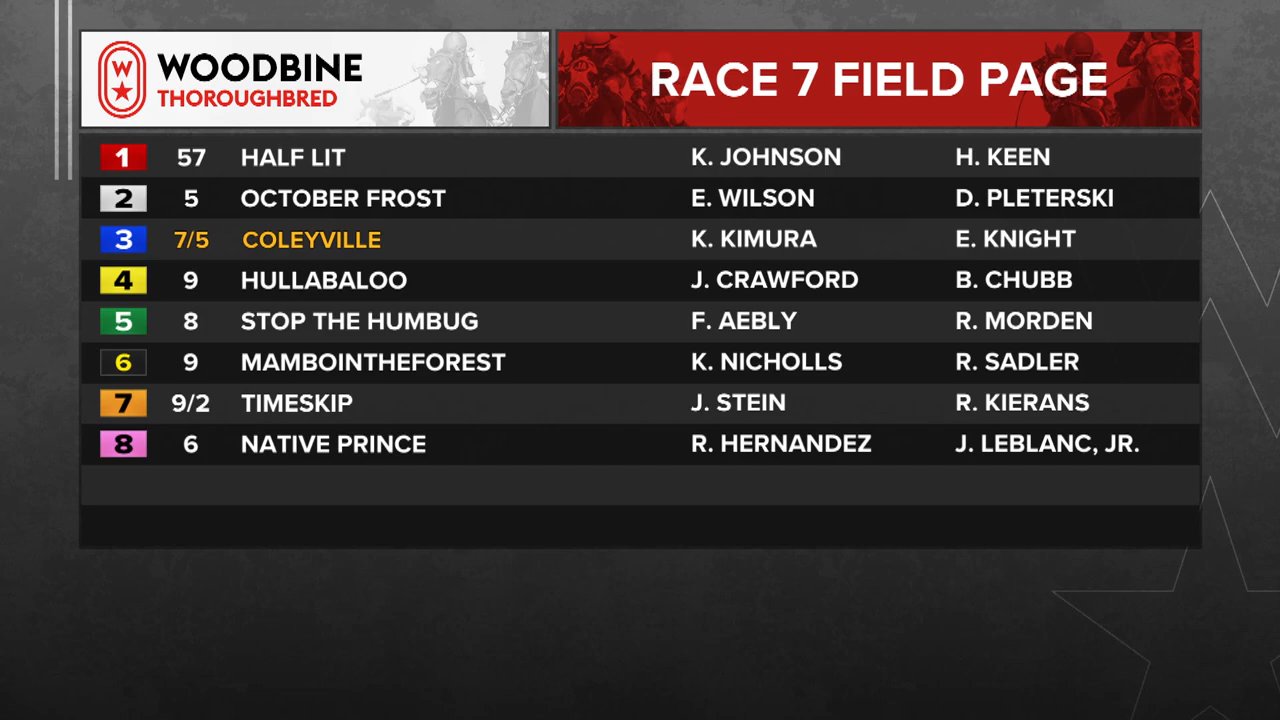 W
WOODBINE
THOROUGHBRED
RACE 7 FIELD PAGE
1 57 HALF LIT K. JOHNSON H. KEEN
2 5 OCTOBER FROST E. WILSON D. PLETERSKI
3 7/5 COLEYVILLE K. KIMURA E. KNIGHT
4 9 HULLABALOO J. CRAWFORD B. CHUBB
5 8 STOP THE HUMBUG F. AEBLY R. MORDEN
6 9 MAMBOINTHEFOREST K. NICHOLLS R. SADLER
7 9/2 TIMESKIP J. STEIN R. KIERANS
8 6 NATIVE PRINCE R. HERNANDEZ J. LEBLANC, JR.